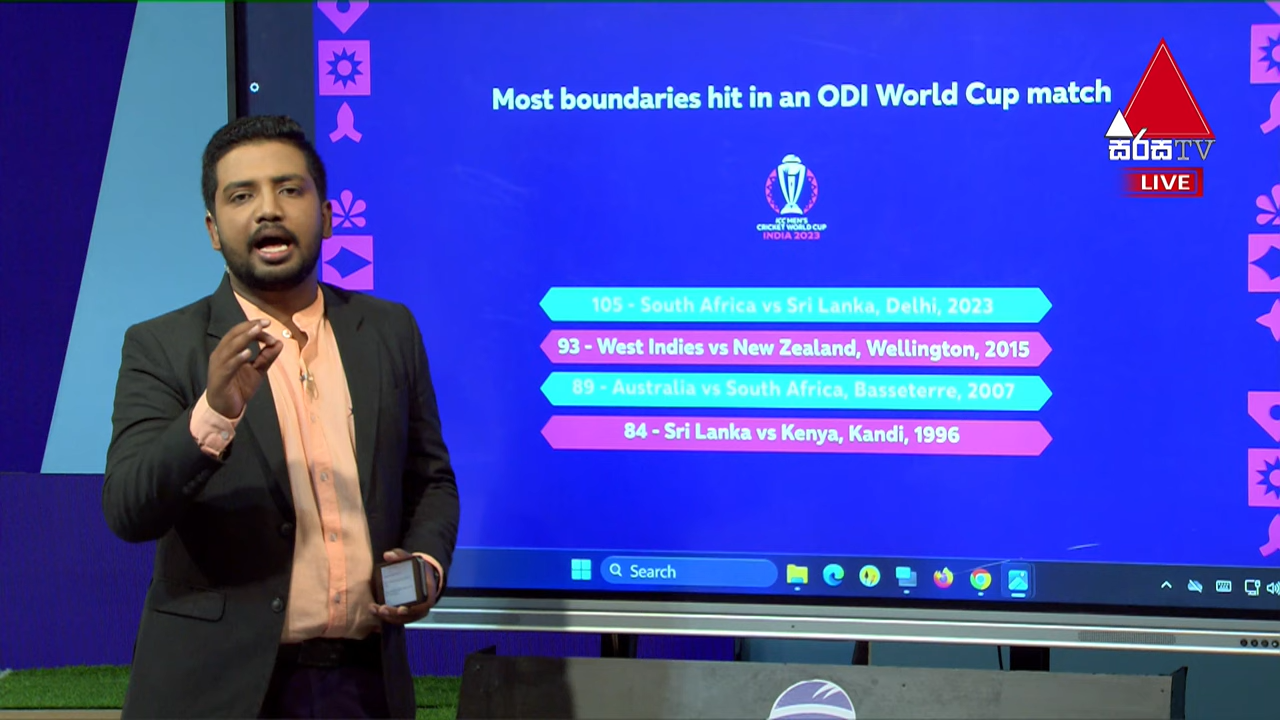 Most boundaries hit in an ODI World Cup match
සිරස TV
LIVE
ICC MEN'S
CRICKET WORLD CUP
INDIA 2023
105 - South Africa vs Sri Lanka, Delhi, 2023
93 - West Indies vs New Zealand, Wellington, 2015
89 - Australia vs South Africa, Basseterre, 2007
84 - Sri Lanka vs Kenya, Kandi, 1996
Search